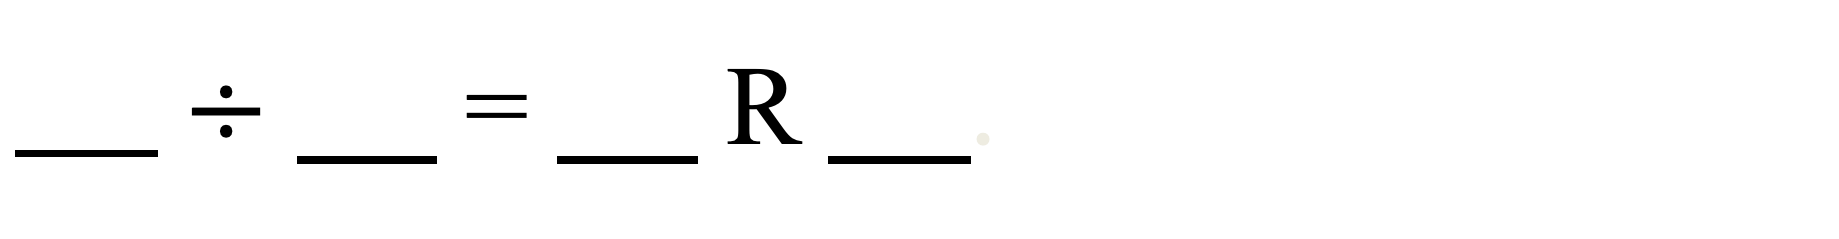 ___ ÷ ___ = ___ R ___.